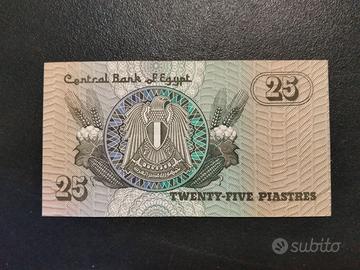 Central Bank of Egypt
25
25
TWENTY-FIVE PIASTRES
subito